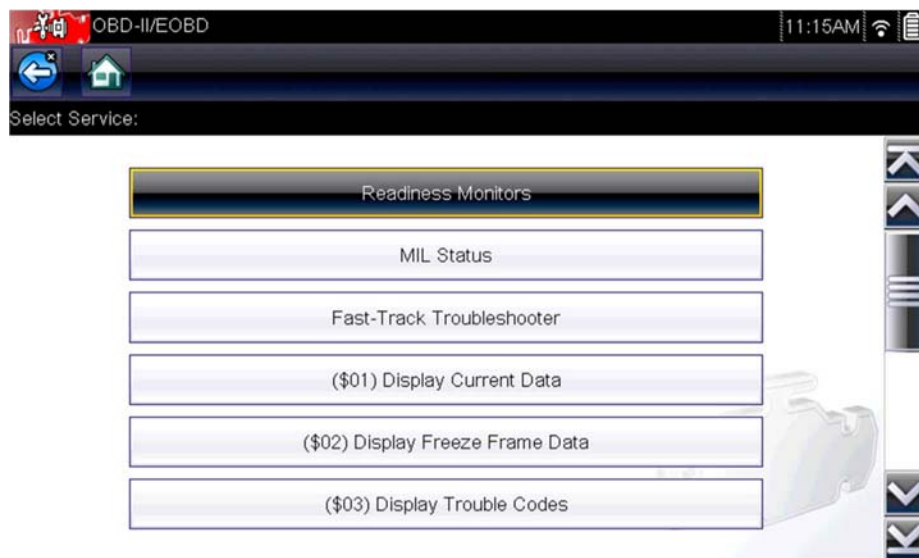 OBD-II/EOBD
11:15AM
Select Service:
Readiness Monitors
MIL Status
Fast-Track Troubleshooter
($01) Display Current Data
($02) Display Freeze Frame Data
($03) Display Trouble Codes